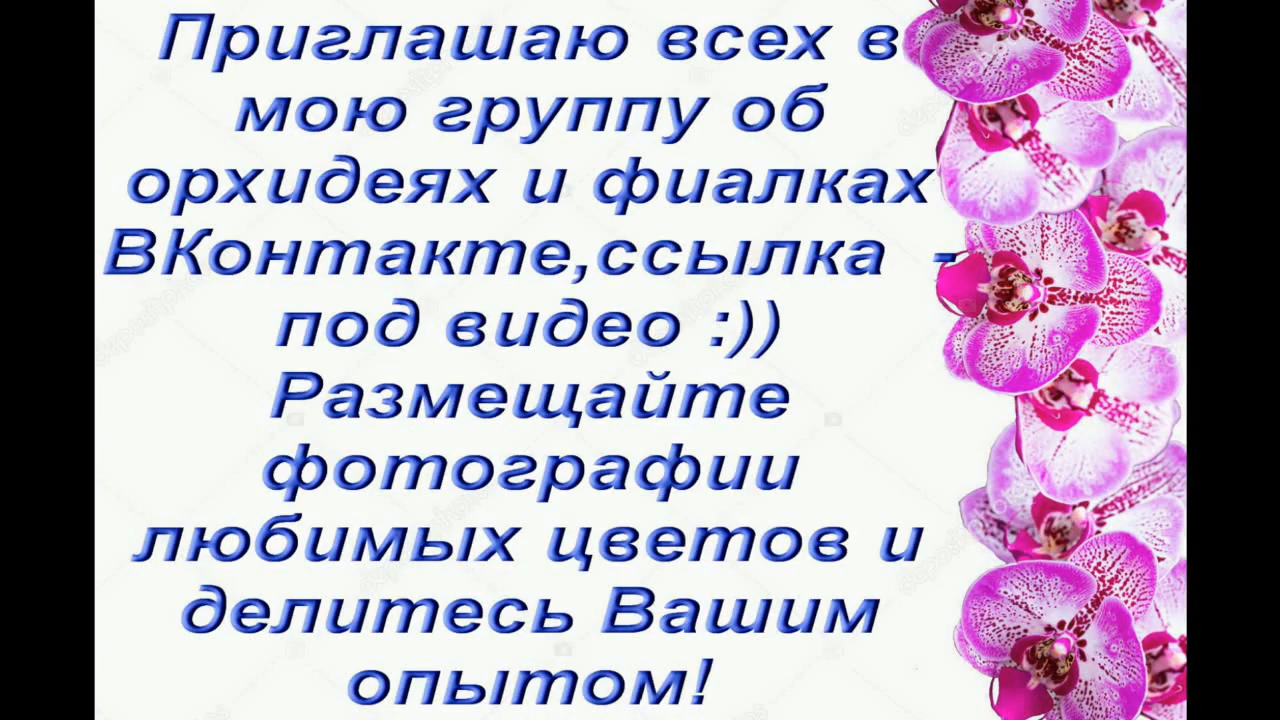 Приглашаю всех в
мою группу об
орхидеях и фиалках
ВКонтакте,ссылка -
под видео :))
Размещайте
фотографии
любимых цветов и
делитесь Вашим
опытом!